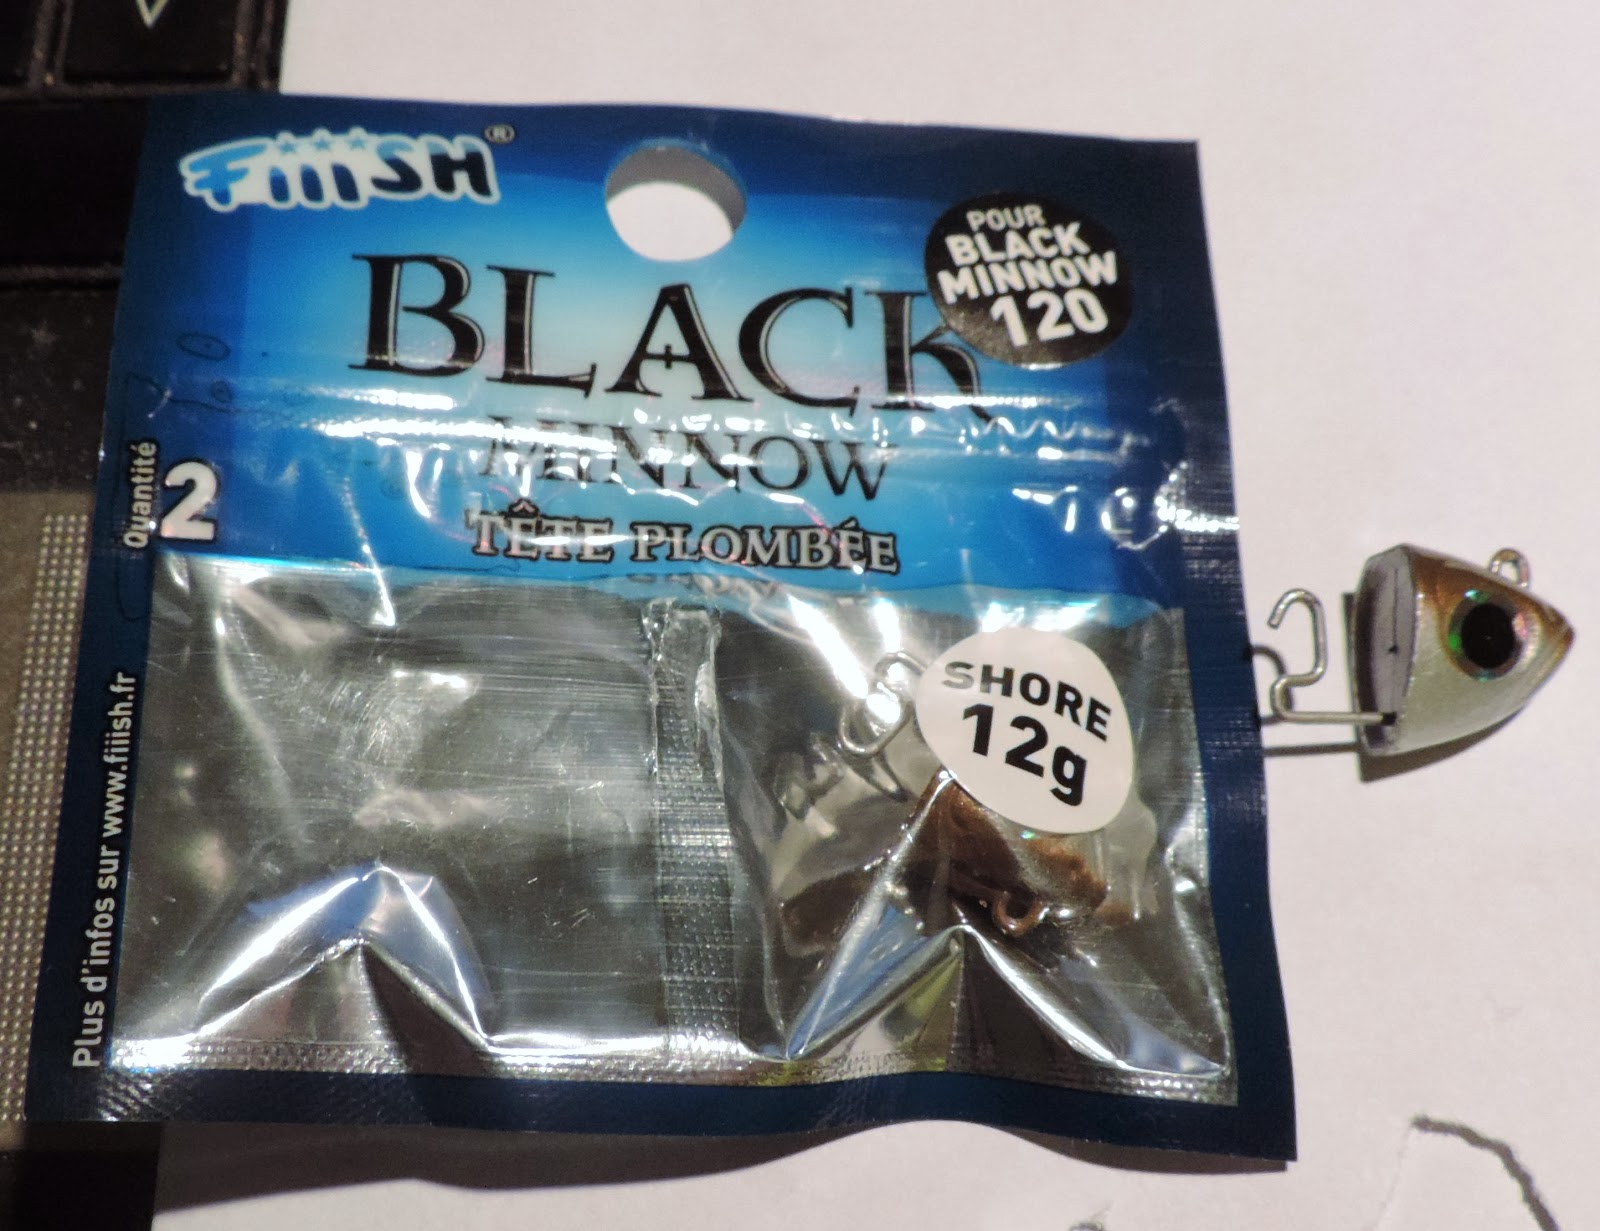 Fiiish®
POUR
BLACK
MINNOW
120
BLACK
MINNOW
TÊTE PLOMBÉE
Quantité
2
SHORE
12g
Plus d'infos sur www.fiiish.fr